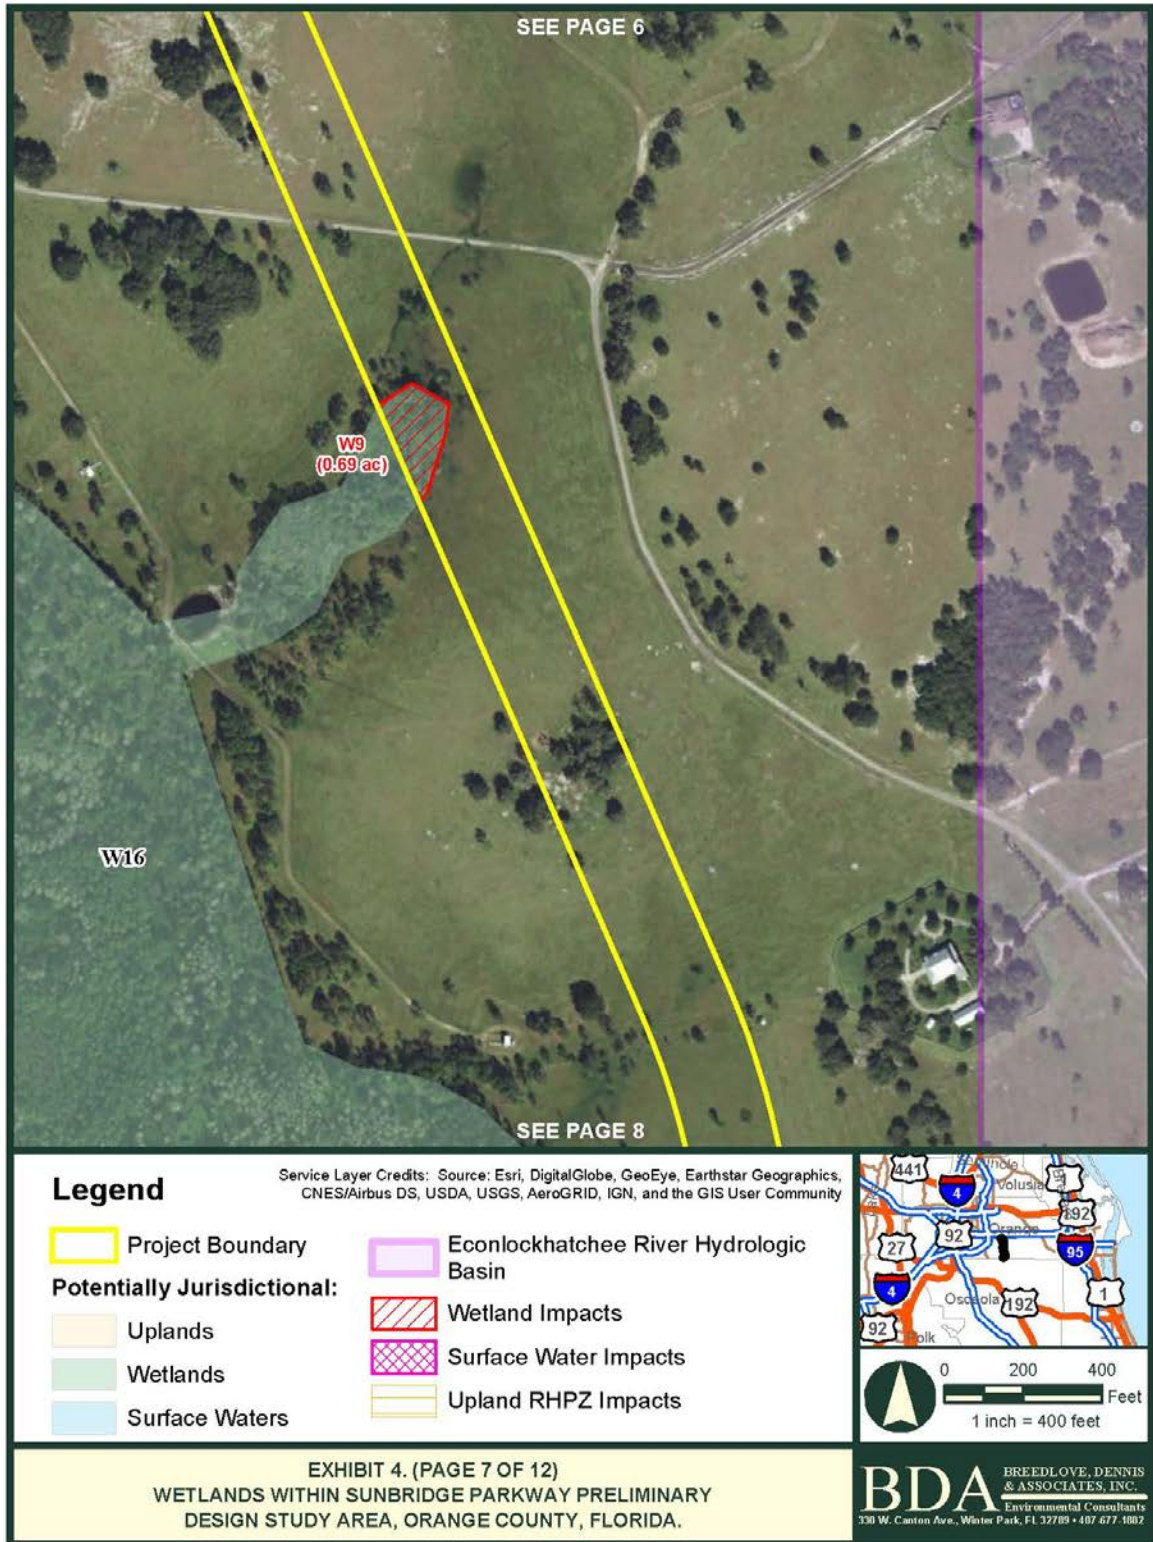 SEE PAGE 6
W9
(0.69 ac)
W16
SEE PAGE 8
Legend
Service Layer Credits: Source: Esri, DigitalGlobe, GeoEye, Earthstar Geographics,
CNES/Airbus DS, USDA, USGS, AeroGRID, IGN, and the GIS User Community
Project Boundary
Potentially Jurisdictional:
Uplands
Wetlands
Surface Waters
Econlockhatchee River Hydrologic
Basin
Wetland Impacts
Surface Water Impacts
Upland RHPZ Impacts
441
4
Volusia
192
92
Orange
27
95
4
Osceola
192
1
92
Polk
0 200 400
Feet
1 inch = 400 feet
EXHIBIT 4. (PAGE 7 OF 12)
WETLANDS WITHIN SUNBRIDGE PARKWAY PRELIMINARY
DESIGN STUDY AREA, ORANGE COUNTY, FLORIDA.
BDA
BREEDLOVE, DENNIS
& ASSOCIATES, INC.
Environmental Consultants
330 W. Canton Ave., Winter Park, FL 32789 • 407-677-1882